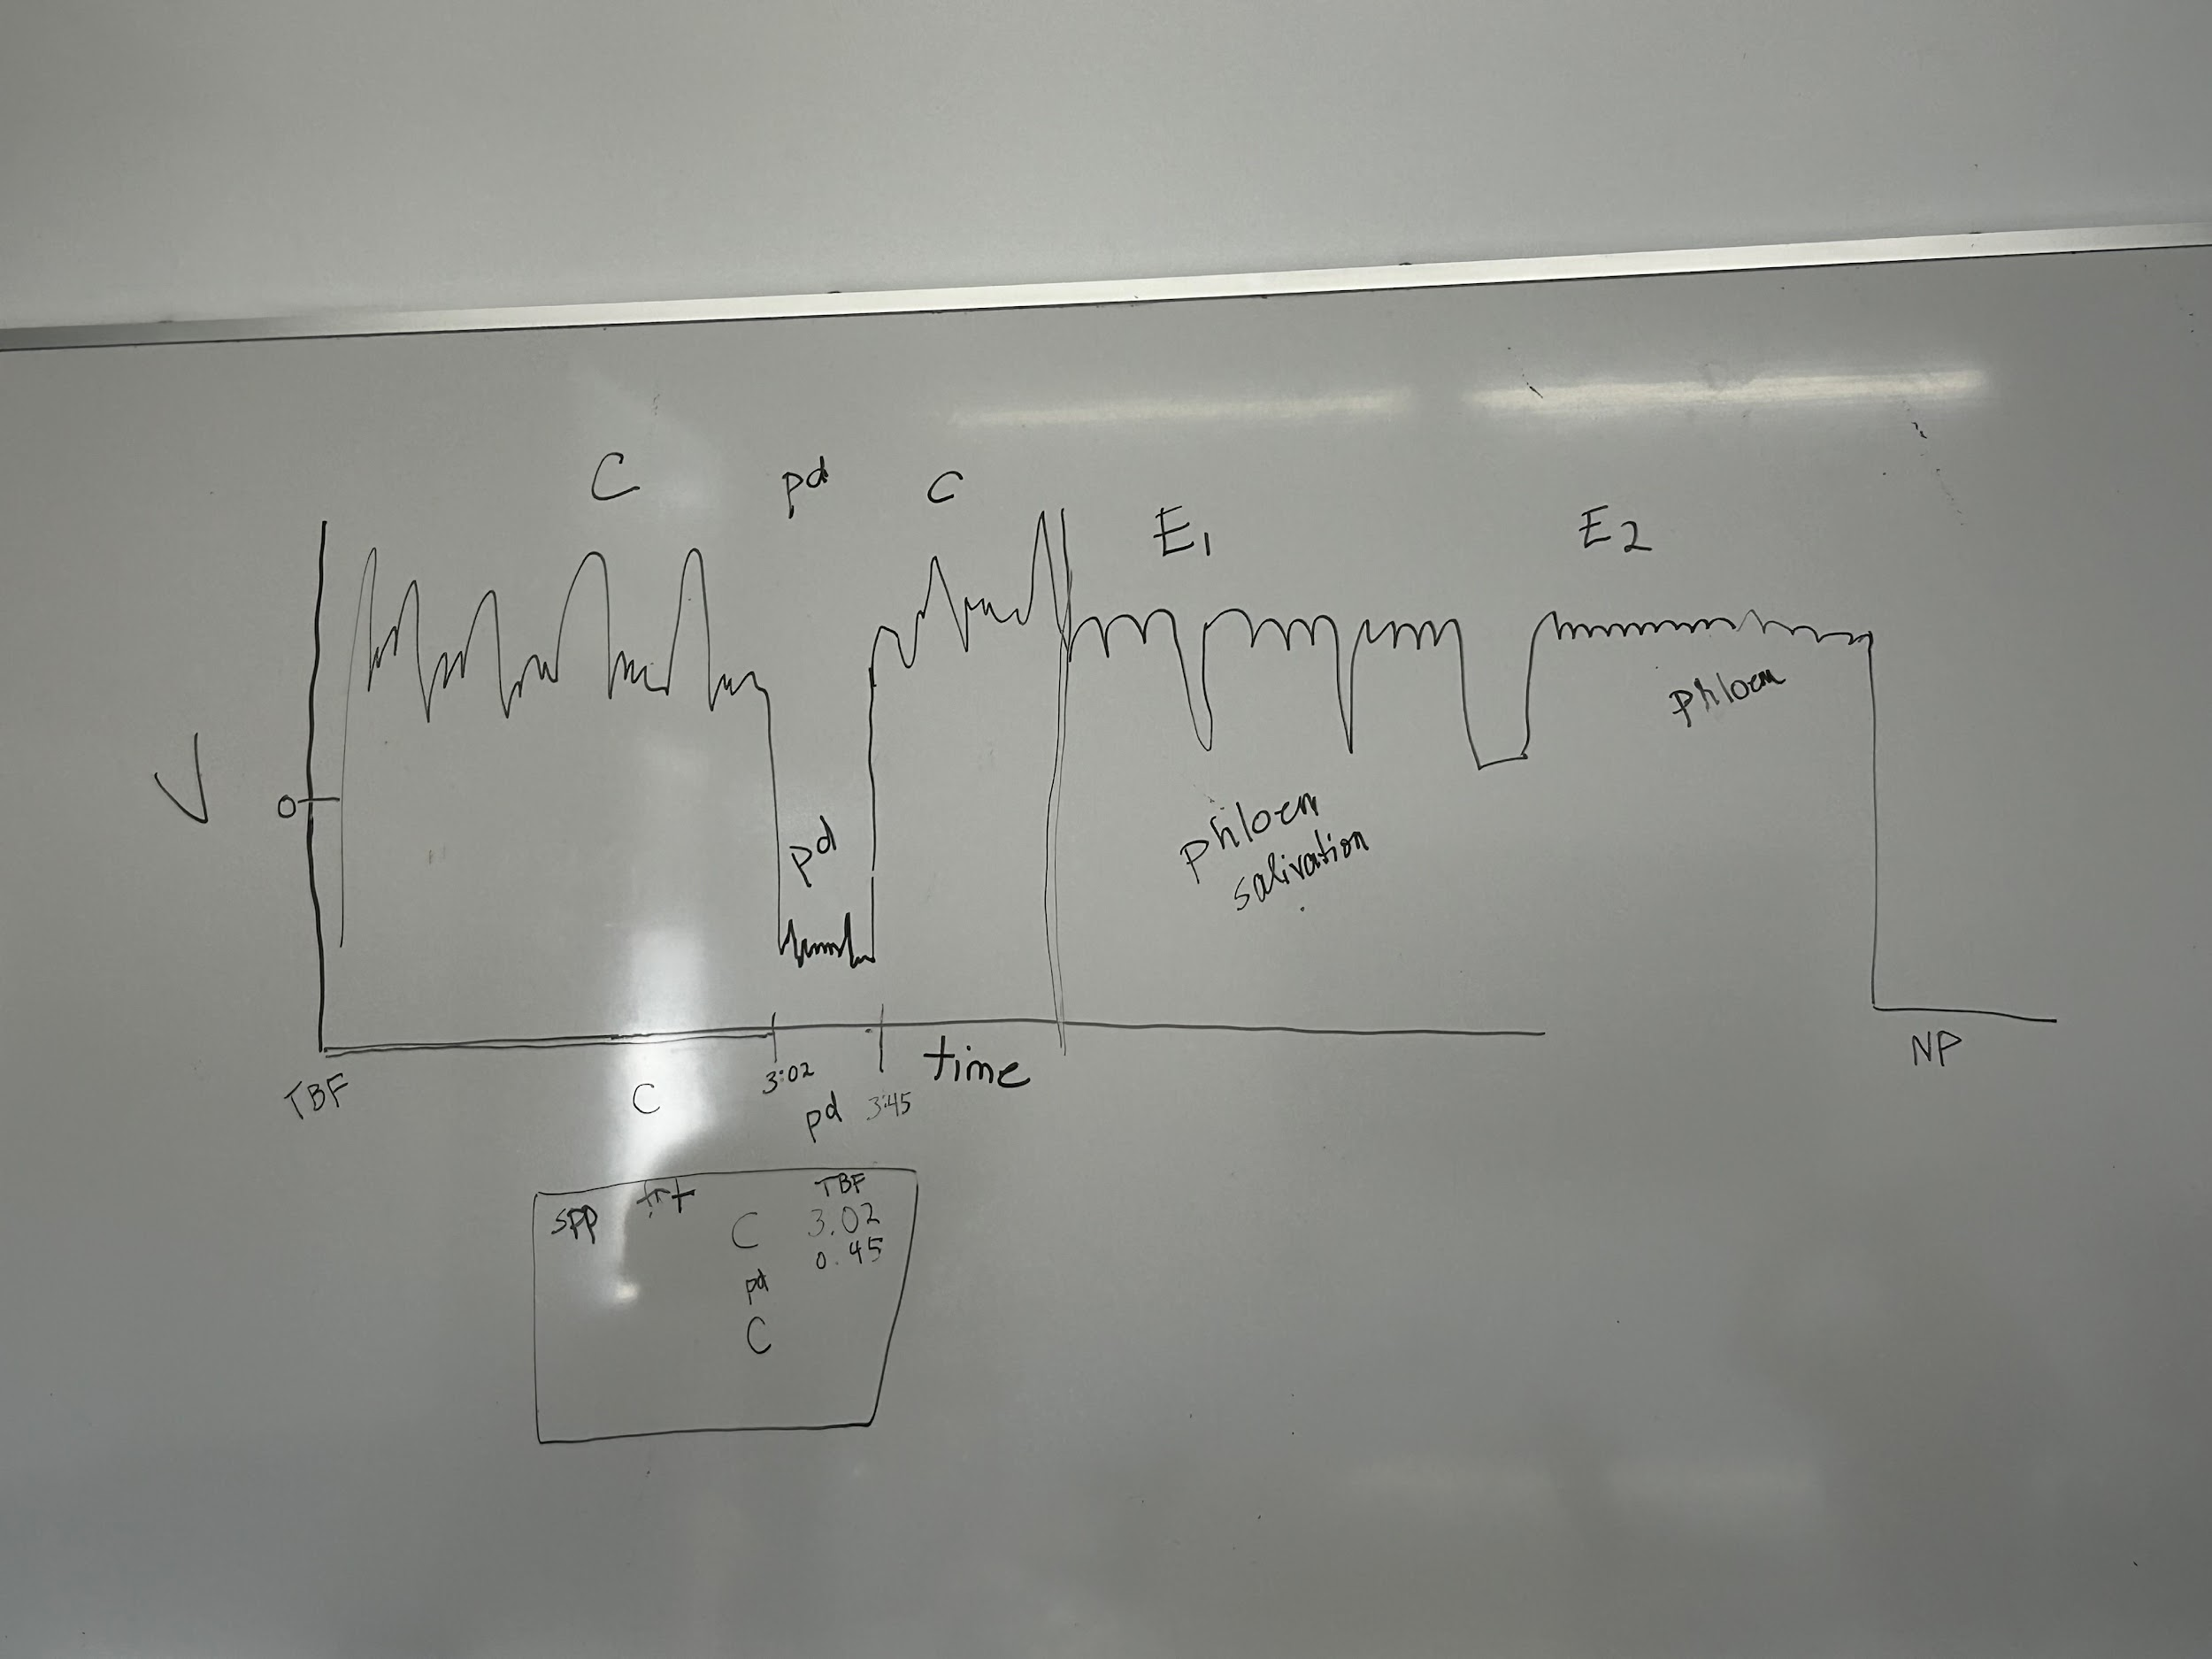 C pd C
E1 E2
phloem
V
0
pd
phloem
salivation
time
NP
TBF
C
3:02
pd 3:45
spp trt TBF
C 3.02
0.45
pd
C